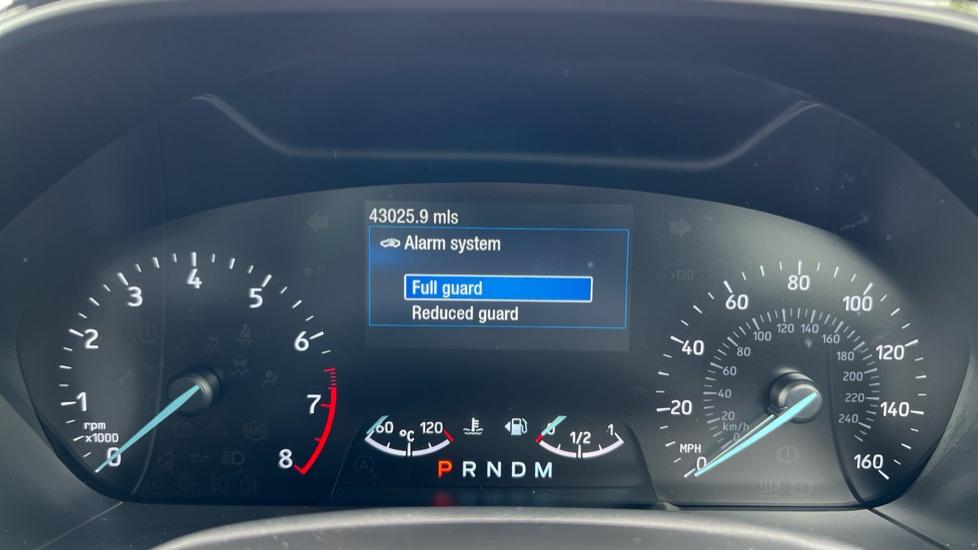 43025.9 mls
Alarm system
Full guard
Reduced guard
0 1 2 3 4 5 6 7 8
rpm
x1000
60 °C 120
0 1/2 1
P R N D M
0 20 40 60 80 100 120 140 160
MPH
0 20 40 60 80 100 120 140 160 180 200 220 240
km/h
>120